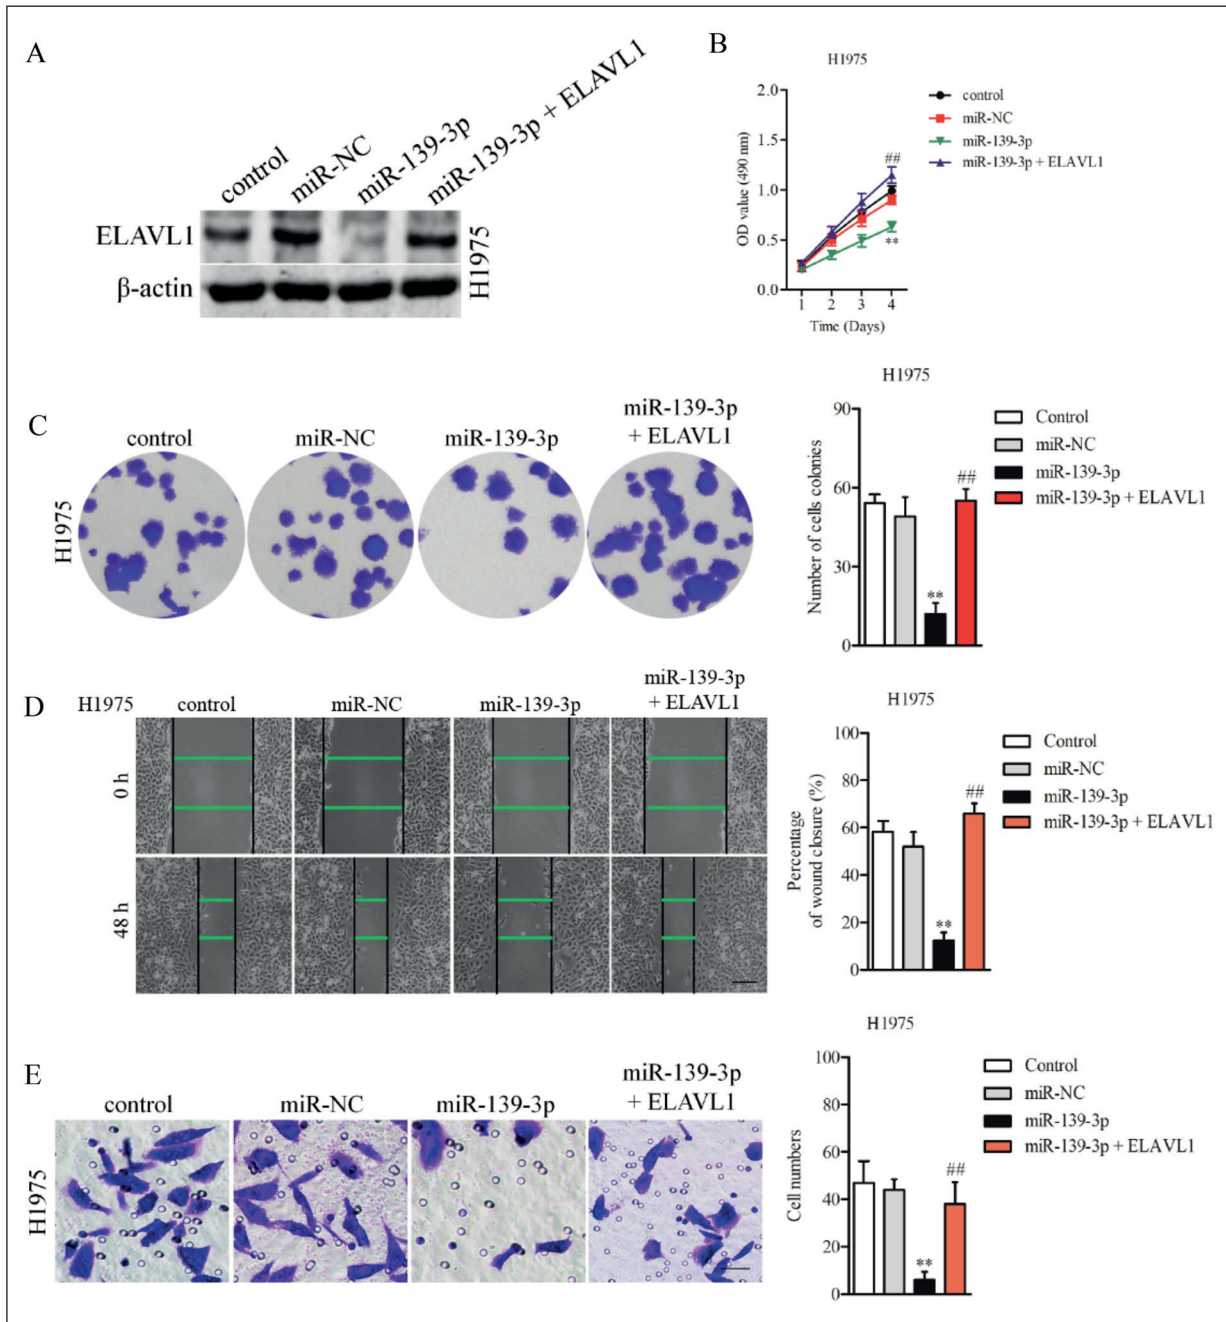 A
control
miR-NC
miR-139-3p
miR-139-3p + ELAVL1
ELAVL1
β-actin
H1975
B
H1975
OD value (490 nm)
2.0
1.5
1.0
0.5
0.0
##
**
1 2 3 4
Time (Days)
control
miR-NC
miR-139-3p
miR-139-3p + ELAVL1
C
control
miR-NC
miR-139-3p
miR-139-3p
+ ELAVL1
H1975
H1975
Number of cells colonies
90
60
30
0
**
##
Control
miR-NC
miR-139-3p
miR-139-3p + ELAVL1
D
H1975
control
miR-NC
miR-139-3p
miR-139-3p
+ ELAVL1
0 h
48 h
H1975
Percentage
of wound closure (%)
100
80
60
40
20
0
**
##
Control
miR-NC
miR-139-3p
miR-139-3p + ELAVL1
E
control
miR-NC
miR-139-3p
miR-139-3p
+ ELAVL1
H1975
H1975
Cell numbers
100
80
60
40
20
0
**
##
Control
miR-NC
miR-139-3p
miR-139-3p + ELAVL1